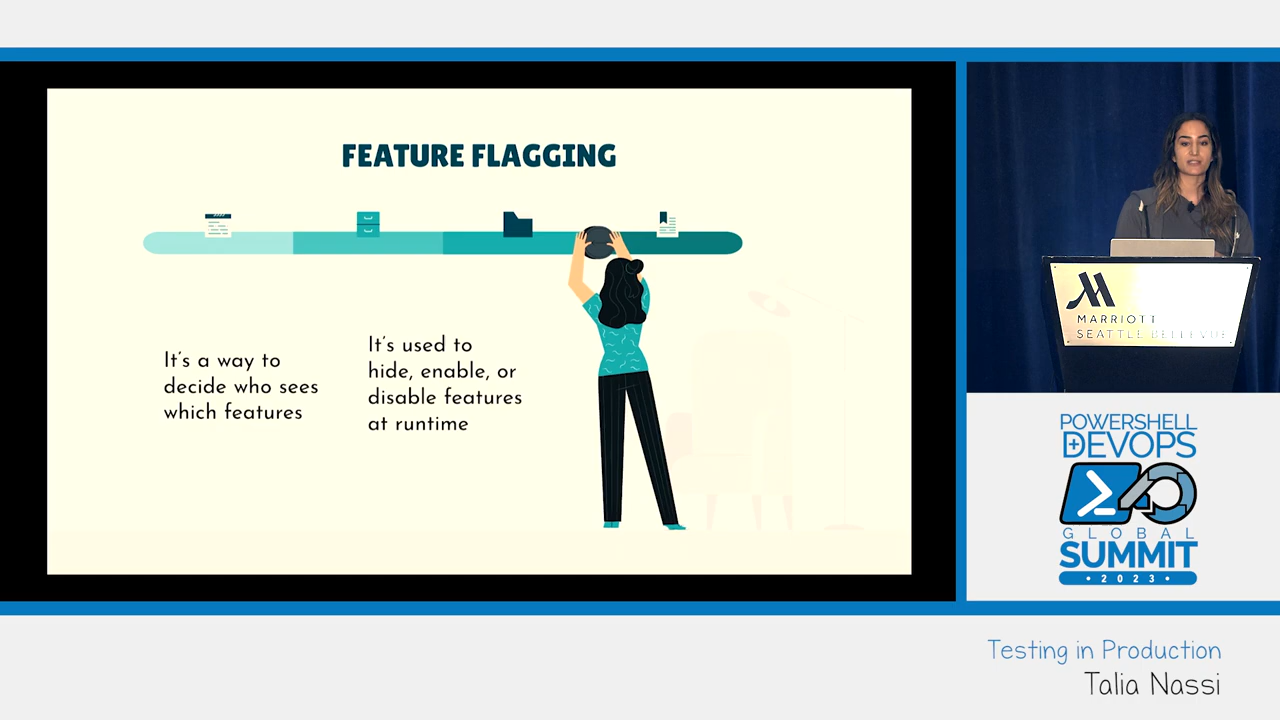 FEATURE FLAGGING
It's a way to
decide who sees
which features
It's used to
hide, enable, or
disable features
at runtime
MARRIOTT
SEATTLE BELLEVUE
POWERSHELL
+DEVOPS
GLOBAL
SUMMIT
• 2023 •
Testing in Production
Talia Nassi